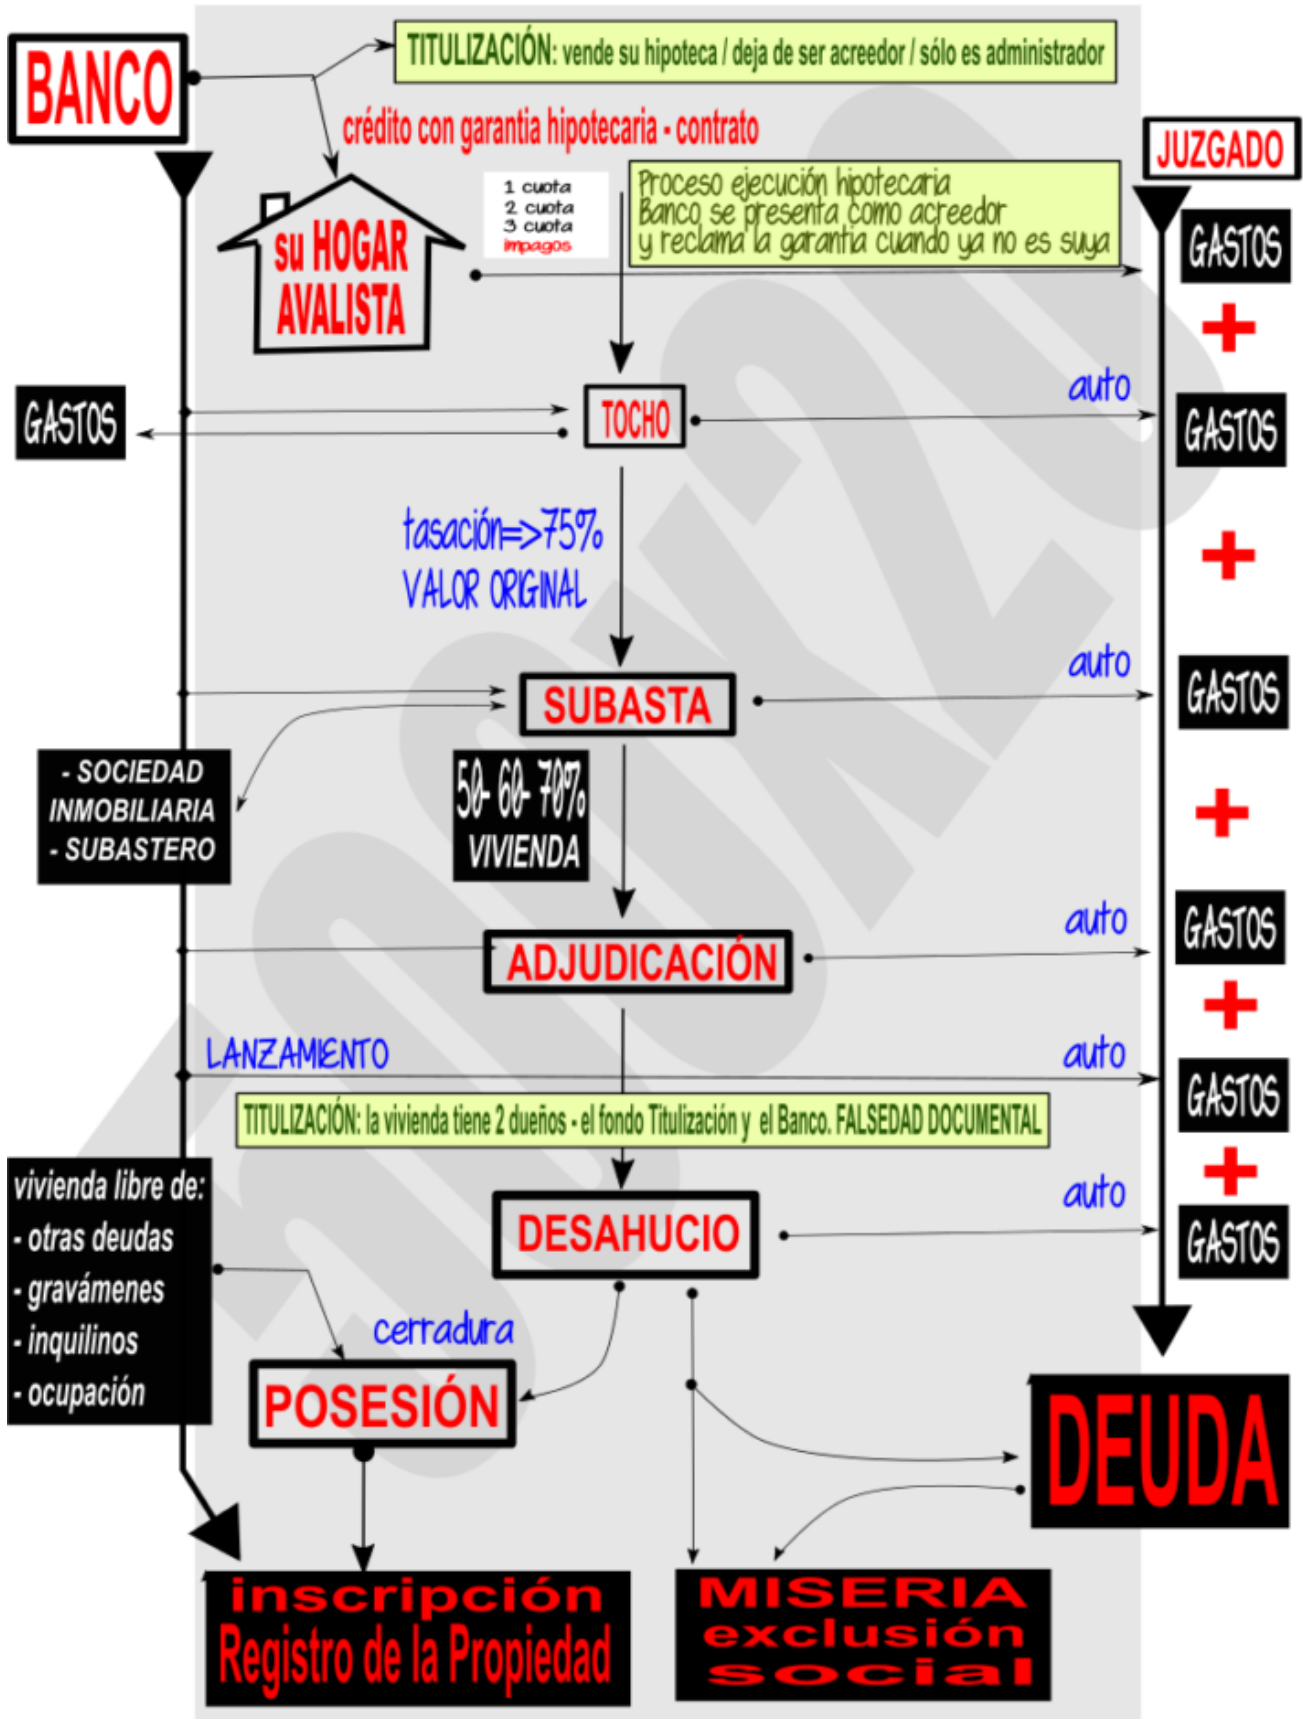 BANCO
TITULIZACIÓN: vende su hipoteca / deja de ser acreedor / sólo es administrador
crédito con garantia hipotecaria - contrato
JUZGADO
1 cuota
2 cuota
3 cuota
impagos
Proceso ejecución hipotecaria
Banco se presenta como acreedor
y reclama la garantia cuando ya no es suya
su HOGAR
AVALISTA
GASTOS
+
GASTOS
TOCHO
auto
GASTOS
tasación=>75%
VALOR ORIGINAL
+
SUBASTA
auto
GASTOS
- SOCIEDAD
INMOBILIARIA
- SUBASTERO
50- 60- 70%
VIVIENDA
+
ADJUDICACIÓN
auto
GASTOS
+
LANZAMIENTO
auto
GASTOS
TITULIZACIÓN: la vivienda tiene 2 dueños - el fondo Titulización y el Banco. FALSEDAD DOCUMENTAL
+
vivienda libre de:
- otras deudas
- gravámenes
- inquilinos
- ocupación
DESAHUCIO
auto
GASTOS
cerradura
POSESIÓN
DEUDA
inscripción
Registro de la Propiedad
MISERIA
exclusión
social